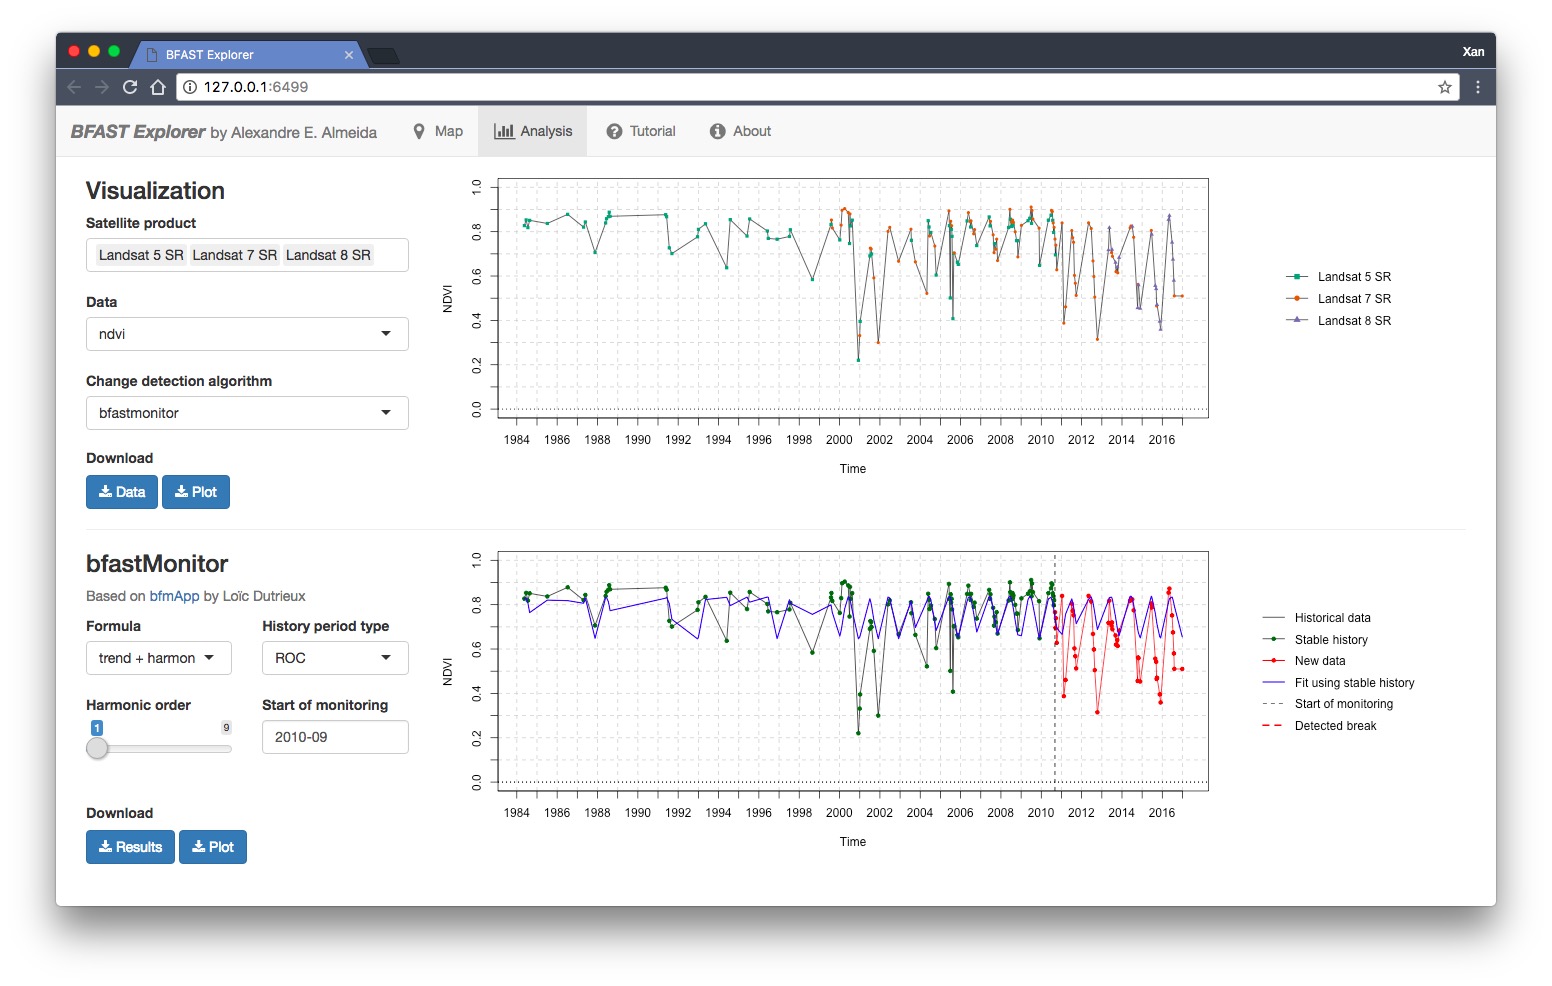 BFAST Explorer
Xan
127.0.0.1:6499
BFAST Explorer by Alexandre E. Almeida
Map
Analysis
Tutorial
About
Visualization
Satellite product
Landsat 5 SR Landsat 7 SR Landsat 8 SR
Data
ndvi
Change detection algorithm
bfastmonitor
Download
Data
Plot
NDVI
1.0
0.8
0.6
0.4
0.2
0.0
1984 1986 1988 1990 1992 1994 1996 1998 2000 2002 2004 2006 2008 2010 2012 2014 2016
Time
Landsat 5 SR
Landsat 7 SR
Landsat 8 SR
bfastMonitor
Based on bfmApp by Loïc Dutrieux
Formula
trend + harmon
History period type
ROC
Harmonic order
1
9
Start of monitoring
2010-09
Download
Results
Plot
NDVI
1.0
0.8
0.6
0.4
0.2
0.0
1984 1986 1988 1990 1992 1994 1996 1998 2000 2002 2004 2006 2008 2010 2012 2014 2016
Time
Historical data
Stable history
New data
Fit using stable history
Start of monitoring
Detected break